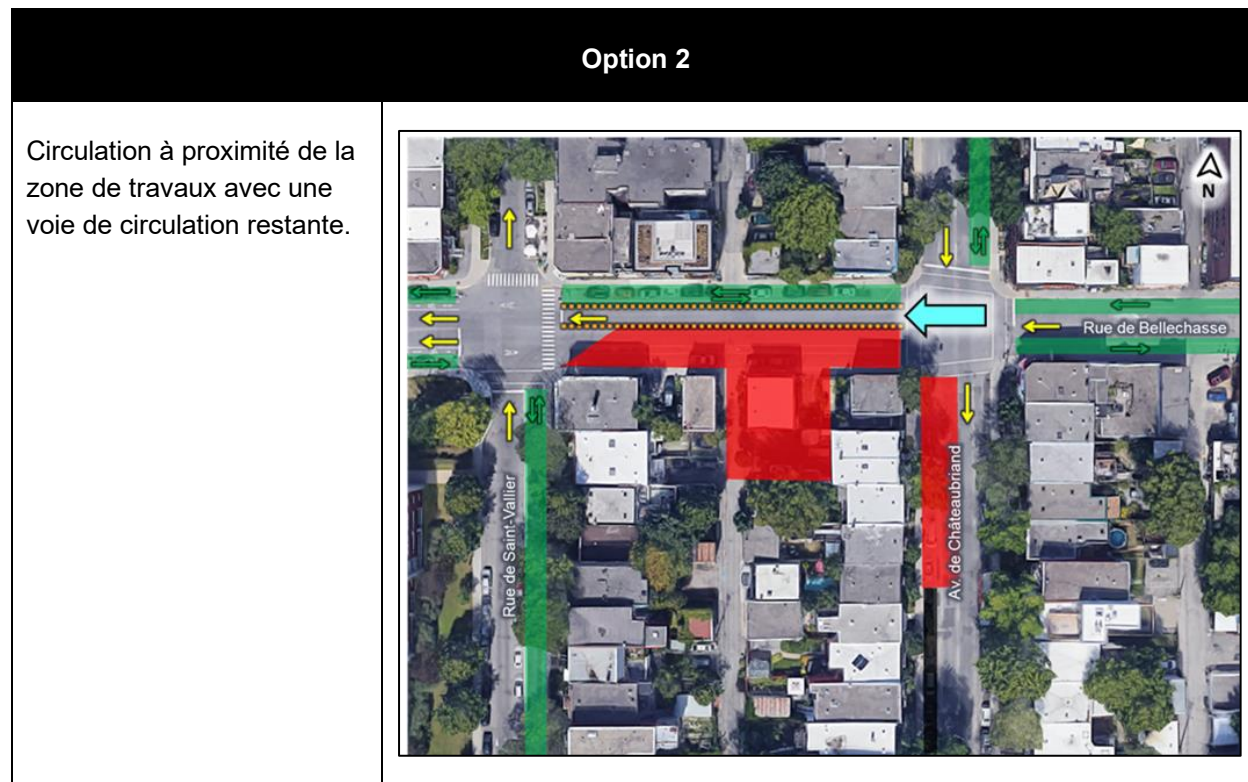 Option 2
Circulation à proximité de la
zone de travaux avec une
voie de circulation restante.
N
Rue de Bellechasse
Rue de Saint-Vallier
Av. de Châteaubriand